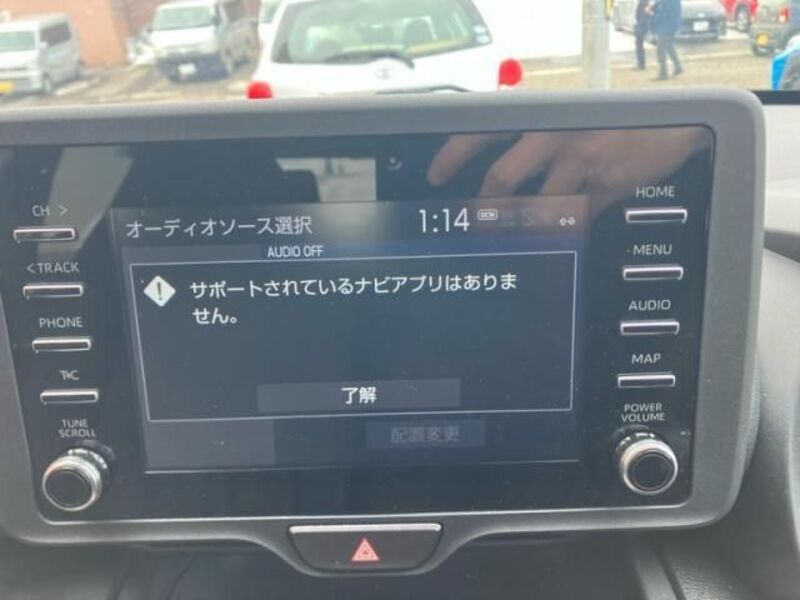 CH >
< TRACK
PHONE
T&C
TUNE
SCROLL
オーディオソース選択
1:14
DCM
AUDIO OFF
サポートされているナビアプリはありま
せん。
了解
配置変更
HOME
MENU
AUDIO
MAP
POWER
VOLUME